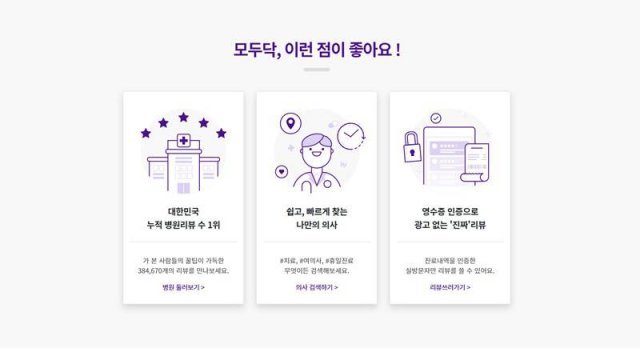 모두닥, 이런 점이 좋아요 !
대한민국
누적 병원리뷰 수 1위
가 본 사람들의 꿀팁이 가득한
384,670개의 리뷰를 만나보세요.
병원 둘러보기 >
쉽고, 빠르게 찾는
나만의 의사
#치료, #여의사, #휴일진료
무엇이든 검색해보세요.
의사 검색하기 >
영수증 인증으로
광고 없는 '진짜'리뷰
진료내역을 인증한
실방문자만 리뷰를 쓸 수 있어요.
리뷰쓰러가기 >